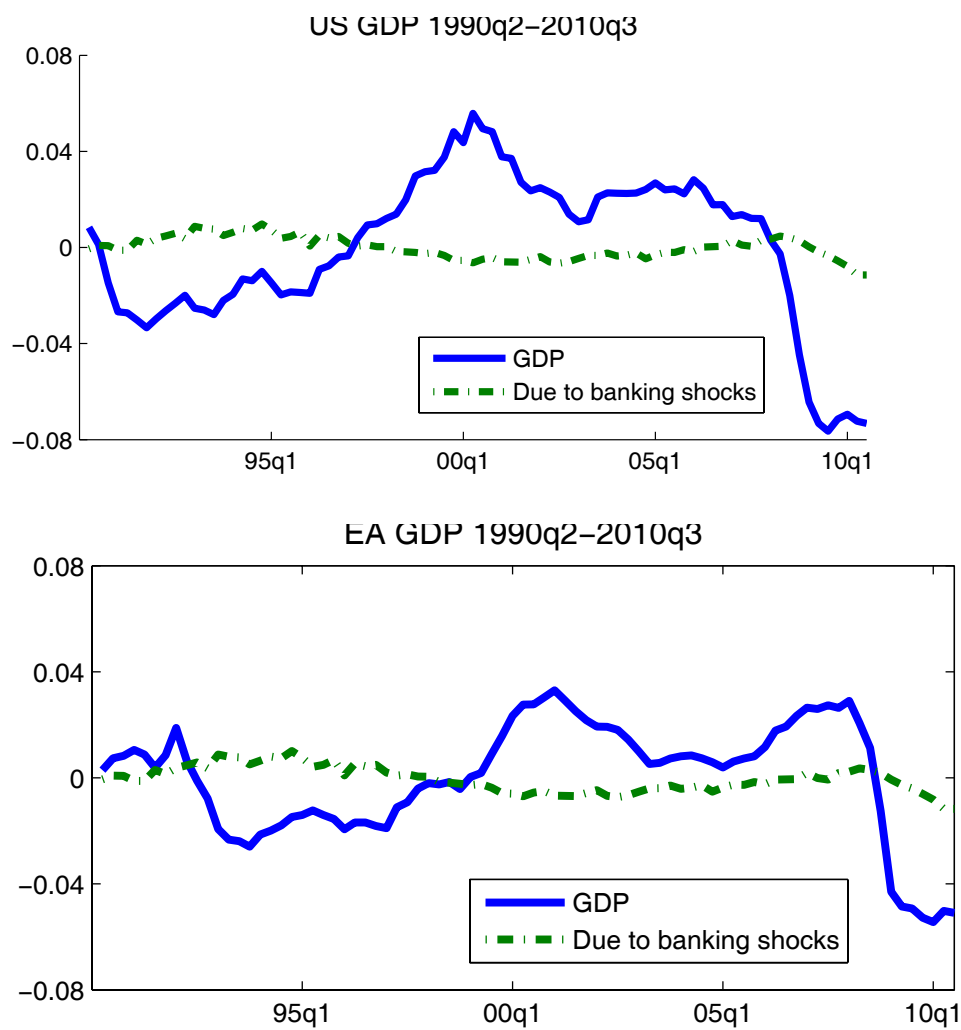 US GDP 1990q2−2010q3
0.08
0.04
0
−0.04
−0.08
GDP
Due to banking shocks
95q1 00q1 05q1 10q1
EA GDP 1990q2−2010q3
0.08
0.04
0
−0.04
−0.08
GDP
Due to banking shocks
95q1 00q1 05q1 10q1